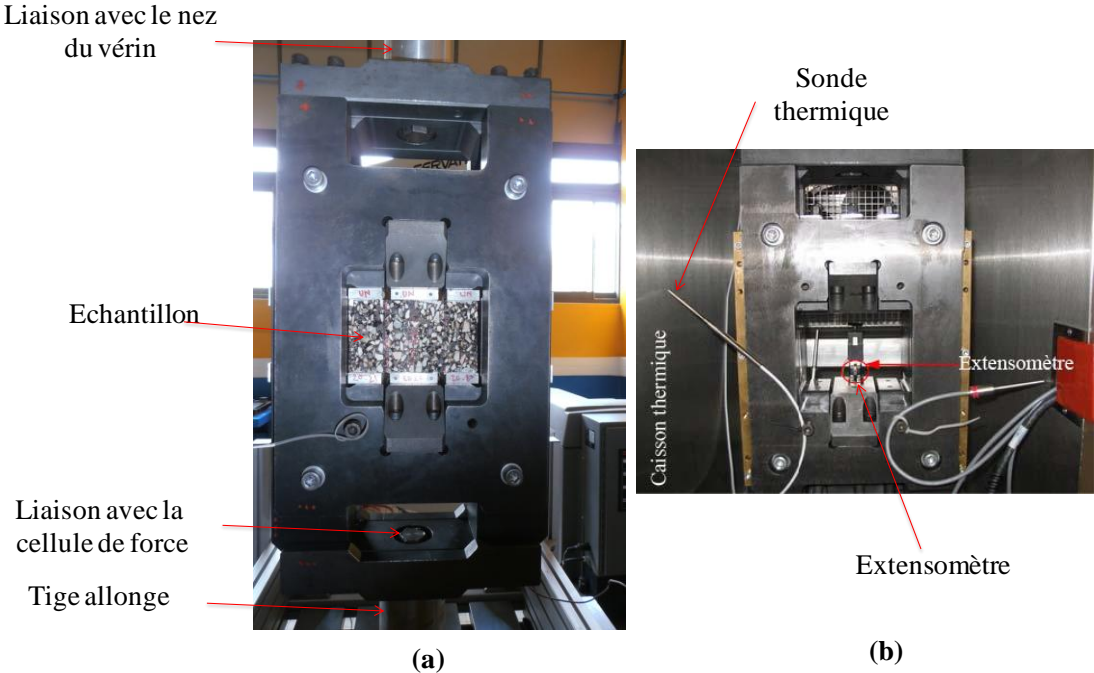 Liaison avec le nez
du vérin
Echantillon
Liaison avec la
cellule de force
Tige allonge
(a)
Sonde
thermique
Caisson thermique
Extensomètre
Extensomètre
(b)